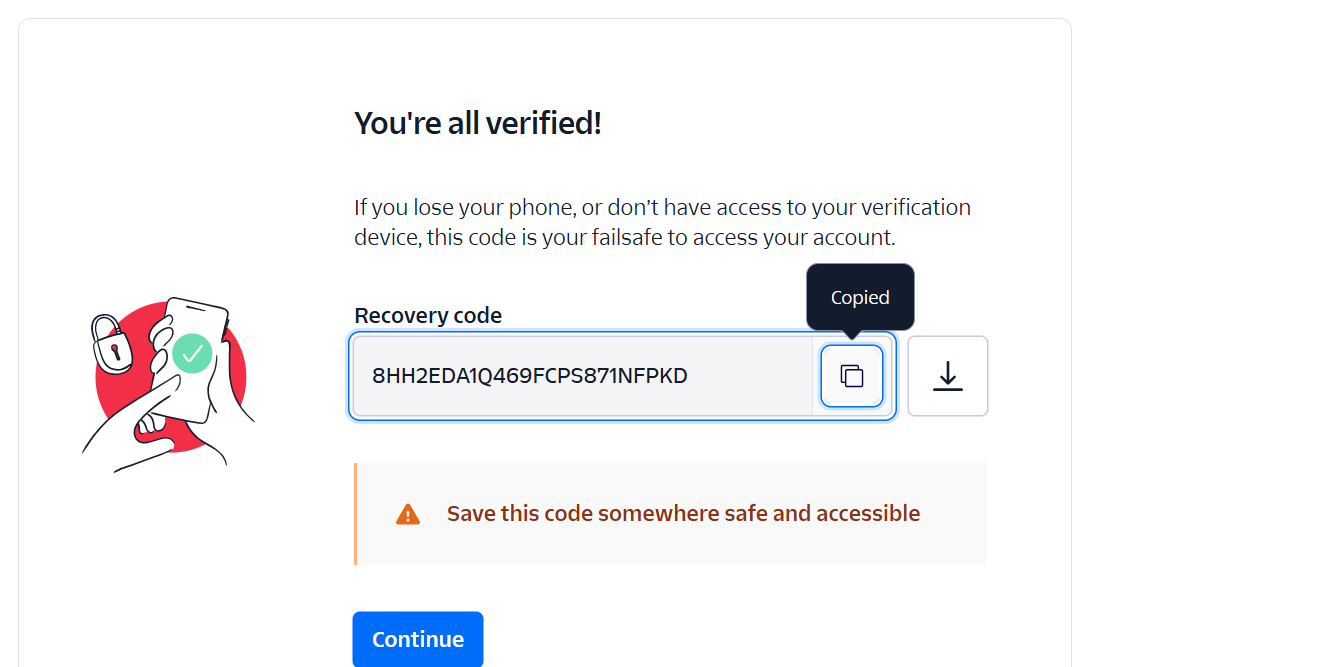 You're all verified!
If you lose your phone, or don’t have access to your verification
device, this code is your failsafe to access your account.
Copied
Recovery code
8HH2EDA1Q469FCPS871NFPKD
Save this code somewhere safe and accessible
Continue